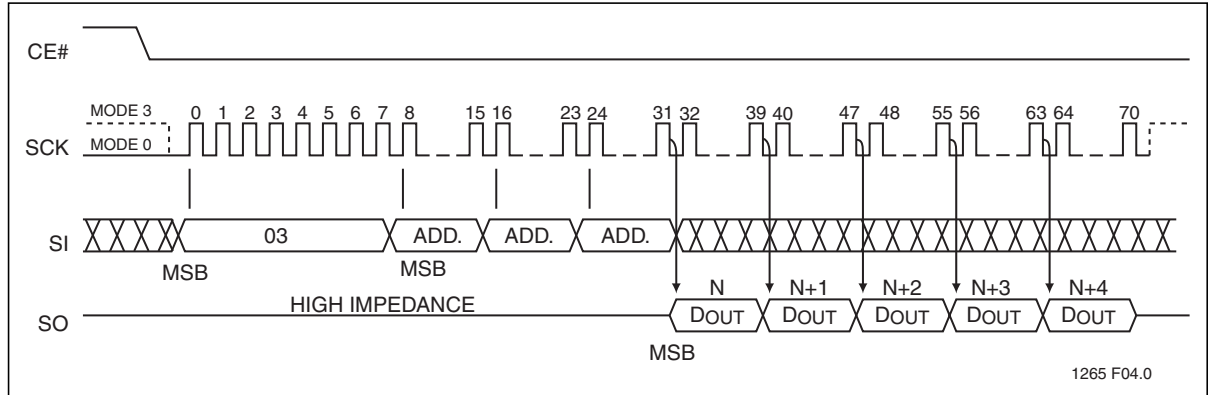 CE#
MODE 3
SCK MODE 0
0 1 2 3 4 5 6 7 8 15 16 23 24 31 32 39 40 47 48 55 56 63 64 70
SI 03 ADD. ADD. ADD.
MSB MSB
HIGH IMPEDANCE
N N+1 N+2 N+3 N+4
SO DOUT DOUT DOUT DOUT DOUT
MSB
1265 F04.0